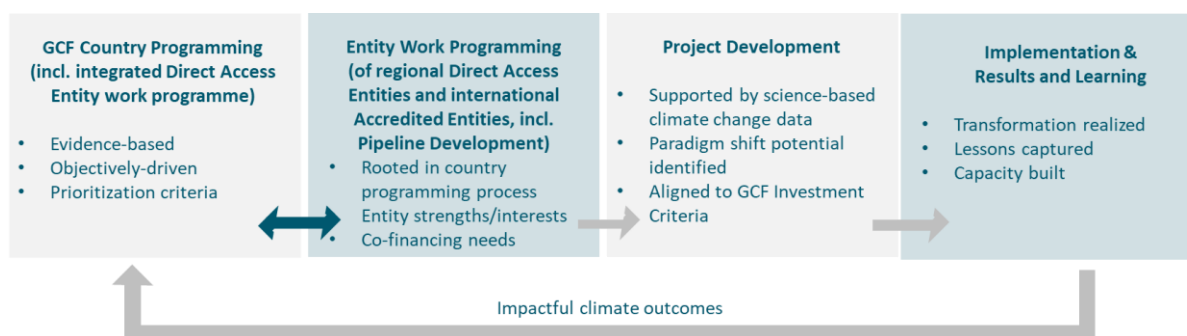 GCF Country Programming
(incl. integrated Direct Access
Entity work programme)
• Evidence-based
• Objectively-driven
• Prioritization criteria
Entity Work Programming
(of regional Direct Access
Entities and international
Accredited Entities, incl.
Pipeline Development)
• Rooted in country
programming process
• Entity strengths/interests
• Co-financing needs
Project Development
• Supported by science-based
climate change data
• Paradigm shift potential
identified
• Aligned to GCF Investment
Criteria
Implementation &
Results and Learning
• Transformation realized
• Lessons captured
• Capacity built
Impactful climate outcomes